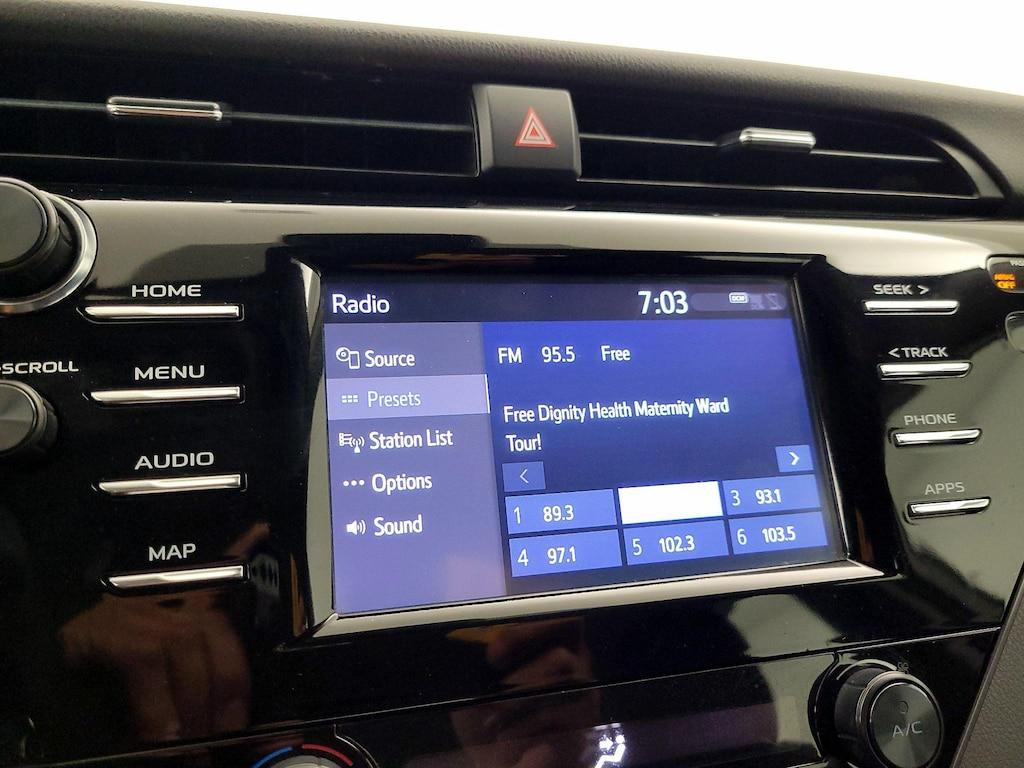 HOME
SCROLL
MENU
AUDIO
MAP
Radio
7:03
DCM
Source
Presets
Station List
Options
Sound
FM 95.5 Free
Free Dignity Health Maternity Ward
Tour!
<
>
1 89.3
3 93.1
4 97.1
5 102.3
6 103.5
SEEK >
< TRACK
PHONE
APPS
OFF
A/C